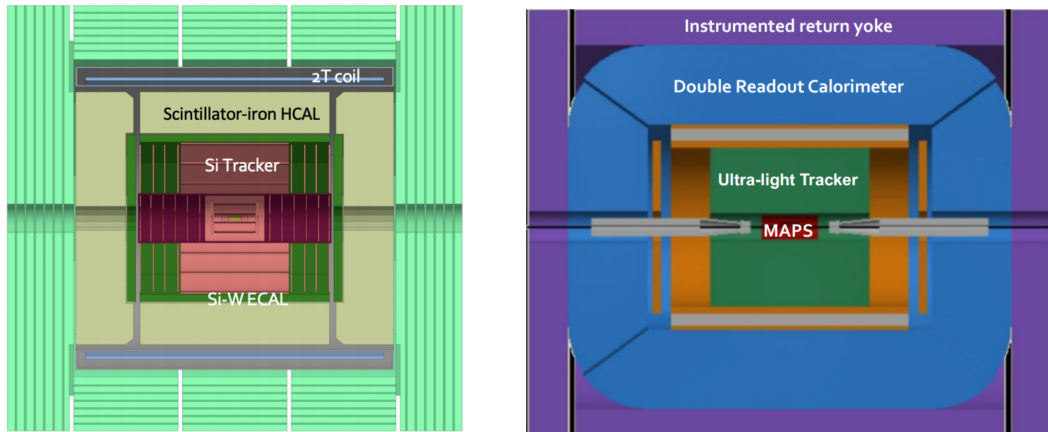 2T coil
Scintillator-iron HCAL
Si Tracker
Si-W ECAL
Instrumented return yoke
Double Readout Calorimeter
Ultra-light Tracker
MAPS